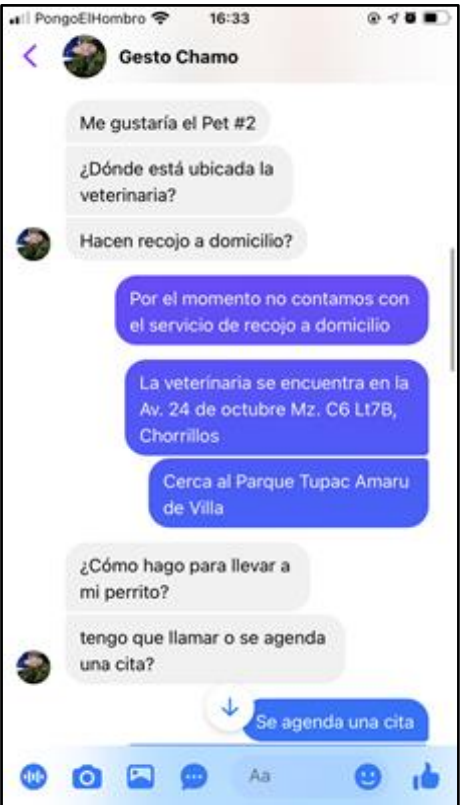 PongoElHombro 16:33
Gesto Chamo
Me gustaría el Pet #2
¿Dónde está ubicada la
veterinaria?
Hacen recojo a domicilio?
Por el momento no contamos con
el servicio de recojo a domicilio
La veterinaria se encuentra en la
Av. 24 de octubre Mz. C6 Lt7B,
Chorrillos
Cerca al Parque Tupac Amaru
de Villa
¿Cómo hago para llevar a
mi perrito?
tengo que llamar o se agenda
una cita?
Se agenda una cita
Aa